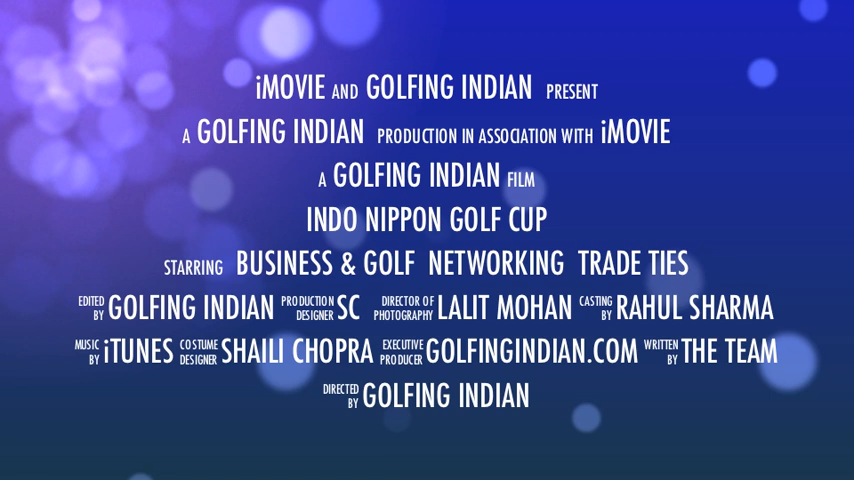 iMOVIE AND GOLFING INDIAN PRESENT
A GOLFING INDIAN PRODUCTION IN ASSOCIATION WITH iMOVIE
A GOLFING INDIAN FILM
INDO NIPPON GOLF CUP
STARRING BUSINESS & GOLF NETWORKING TRADE TIES
EDITED BY GOLFING INDIAN PRODUCTION DESIGNER SC DIRECTOR OF PHOTOGRAPHY LALIT MOHAN CASTING BY RAHUL SHARMA
MUSIC BY iTUNES COSTUME DESIGNER SHAILI CHOPRA EXECUTIVE PRODUCER GOLFINGINDIAN.COM WRITTEN BY THE TEAM
DIRECTED BY GOLFING INDIAN